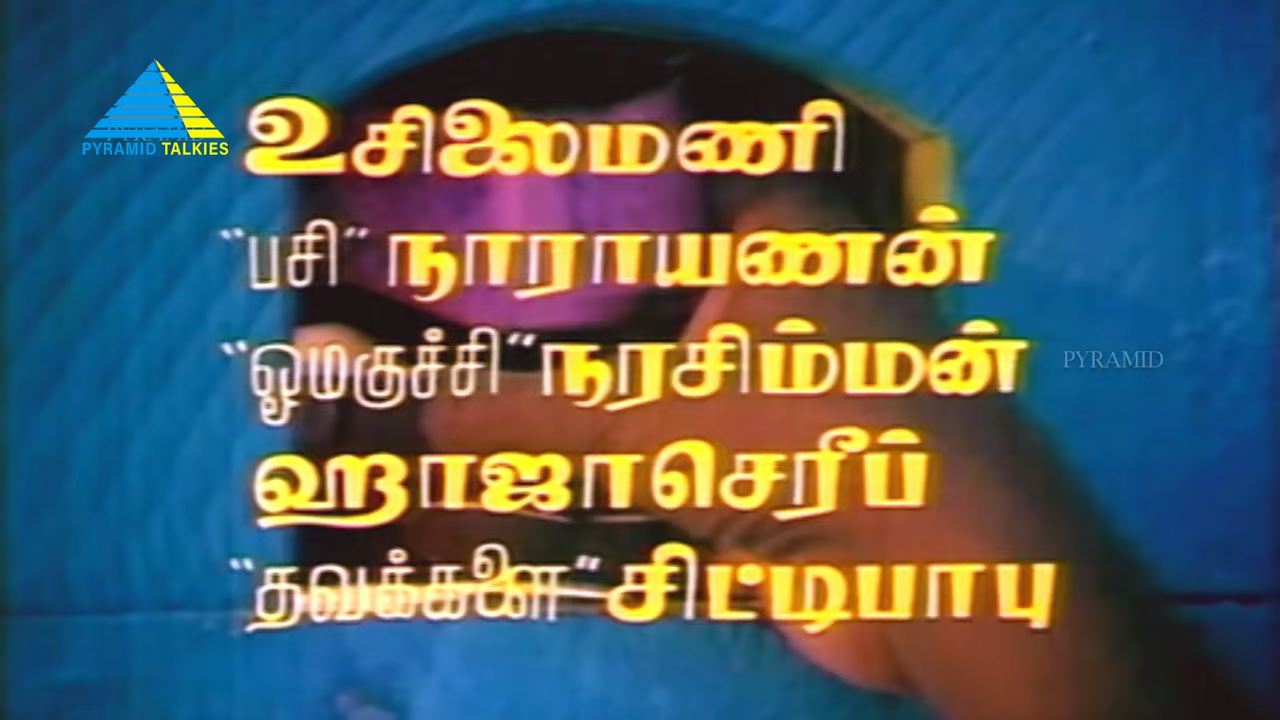 PYRAMID TALKIES
உசிலைமணி
"பசி" நாராயணன்
"ஓமகுச்சி" நரசிம்மன்
PYRAMID
ஹாஜாசெரீப்
"தவக்களை" சிட்டிபாபு